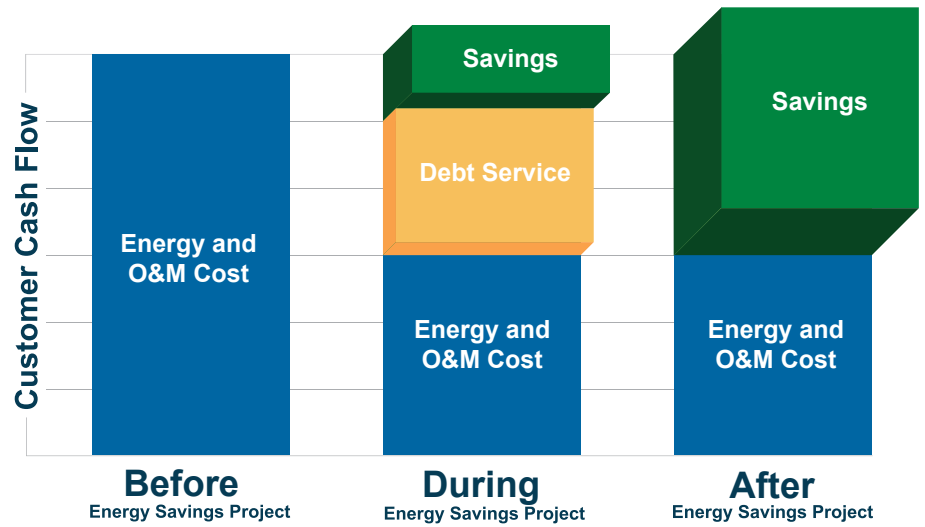 Customer Cash Flow
Energy and
O&M Cost
Savings
Debt Service
Energy and
O&M Cost
Savings
Energy and
O&M Cost
Before
Energy Savings Project
During
Energy Savings Project
After
Energy Savings Project